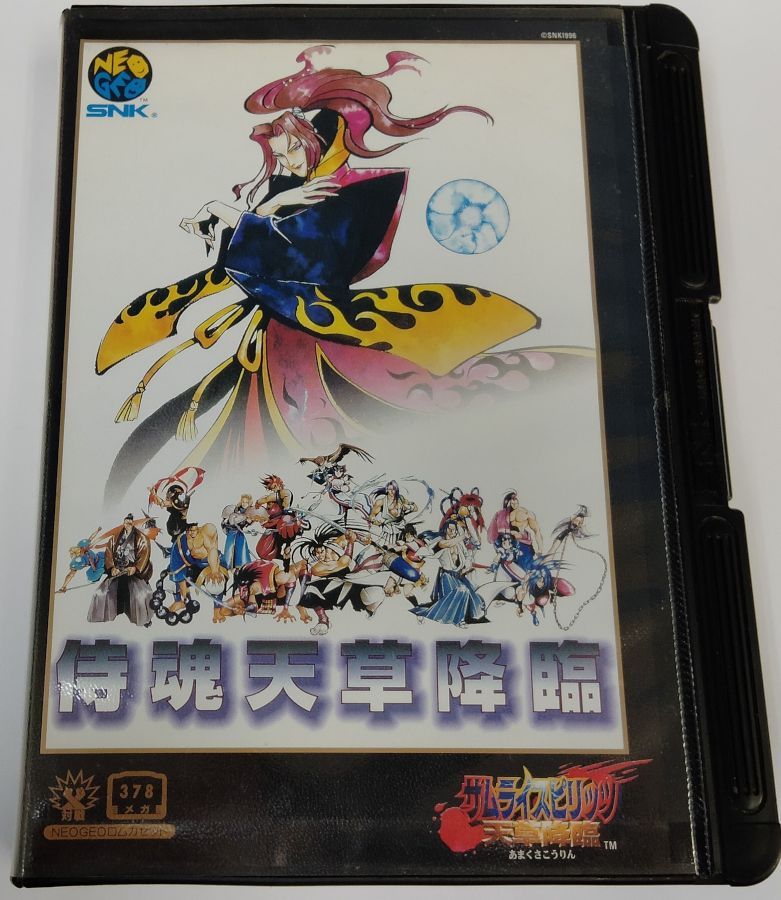 ©SNK1996
NEO
GEO
SNK®
TM
侍魂天草降臨
対戦
378
メガ
NEOGEOロムカセット
サムライスピリッツ
天草降臨
TM
あまくさこうりん